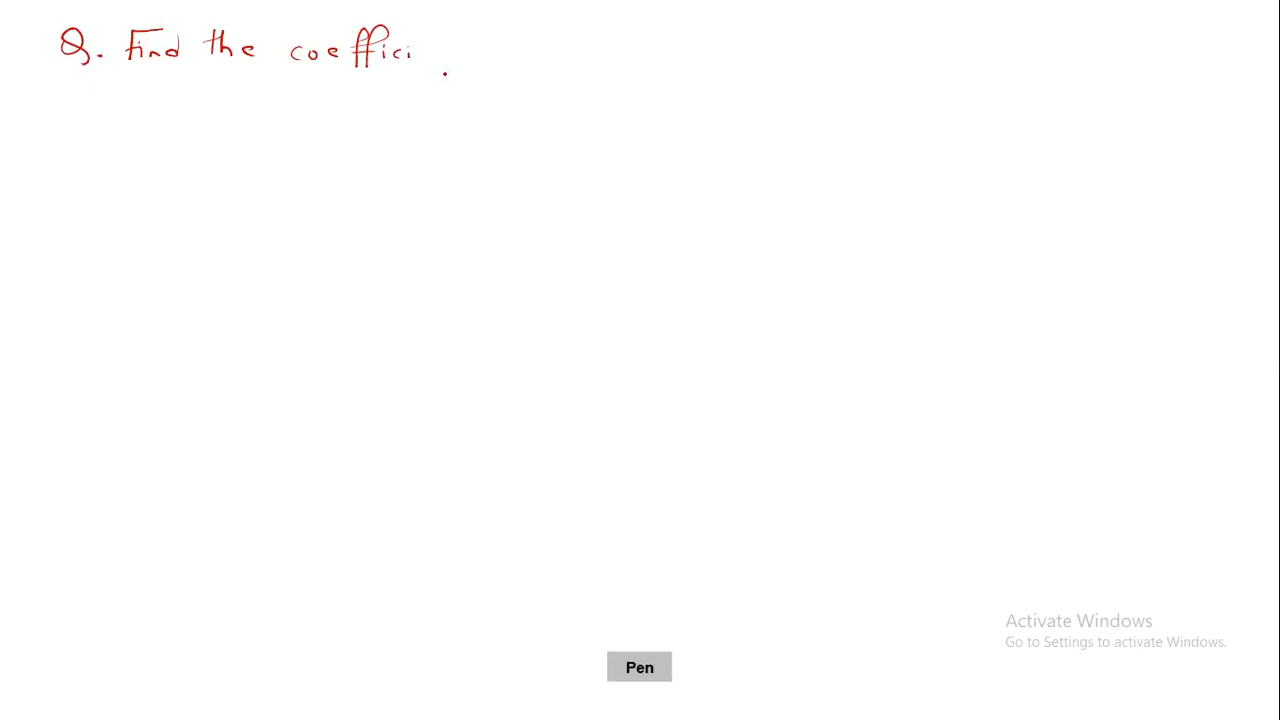 Q. Find the coeffici
Activate Windows
Go to Settings to activate Windows.
Pen